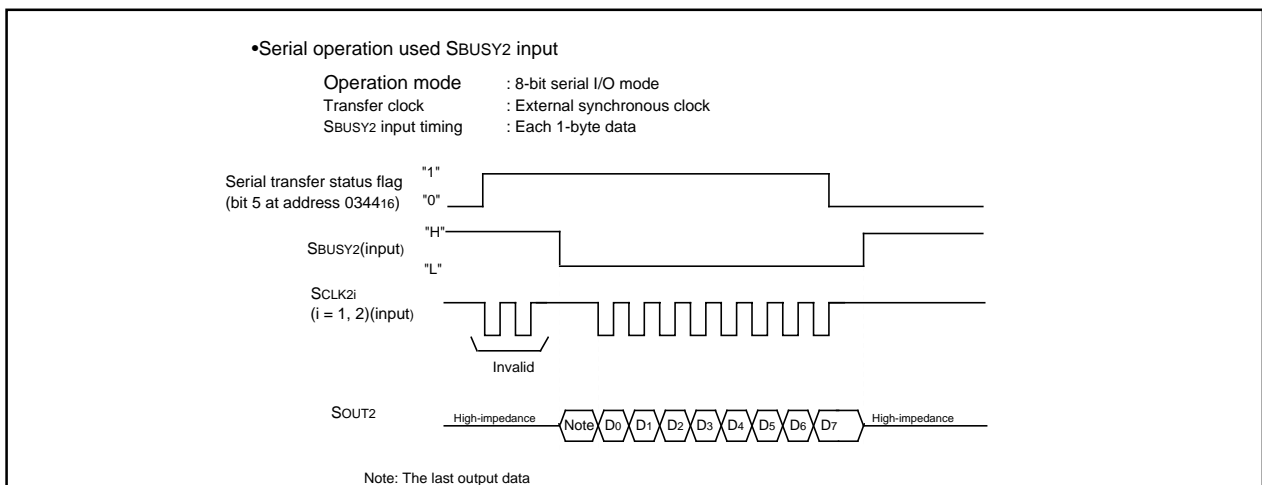 •Serial operation used SBUSY2 input
Operation mode : 8-bit serial I/O mode
Transfer clock : External synchronous clock
SBUSY2 input timing : Each 1-byte data
Serial transfer status flag
(bit 5 at address 034416)
"1"
"0"
SBUSY2(input)
"H"
"L"
SCLK2i
(i = 1, 2)(input)
Invalid
SOUT2
High-impedance
Note D0 D1 D2 D3 D4 D5 D6 D7
High-impedance
Note: The last output data